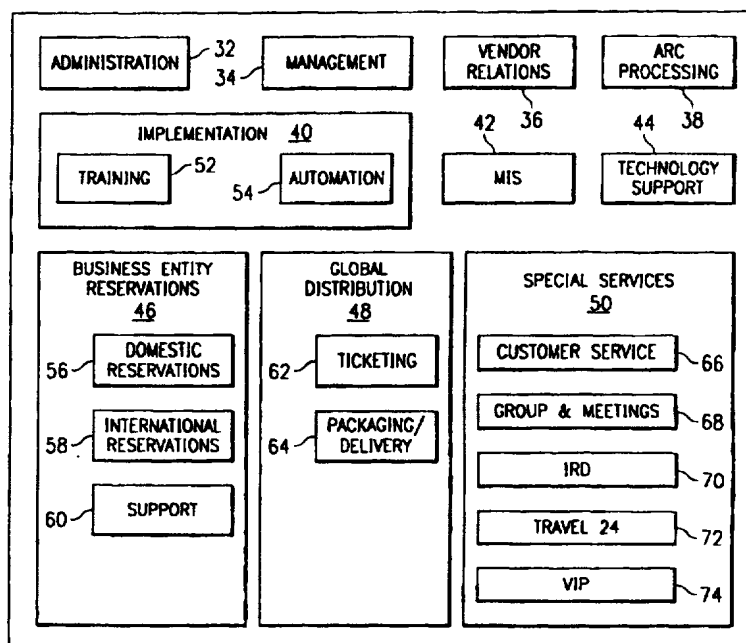 ADMINISTRATION
32
34
MANAGEMENT
VENDOR
RELATIONS
36
ARC
PROCESSING
38
IMPLEMENTATION 40
TRAINING
52
54
AUTOMATION
42
MIS
44
TECHNOLOGY
SUPPORT
BUSINESS ENTITY
RESERVATIONS
46
56
DOMESTIC
RESERVATIONS
58
INTERNATIONAL
RESERVATIONS
60
SUPPORT
GLOBAL
DISTRIBUTION
48
62
TICKETING
64
PACKAGING/
DELIVERY
SPECIAL SERVICES
50
CUSTOMER SERVICE
66
GROUP & MEETINGS
68
IRD
70
TRAVEL 24
72
VIP
74